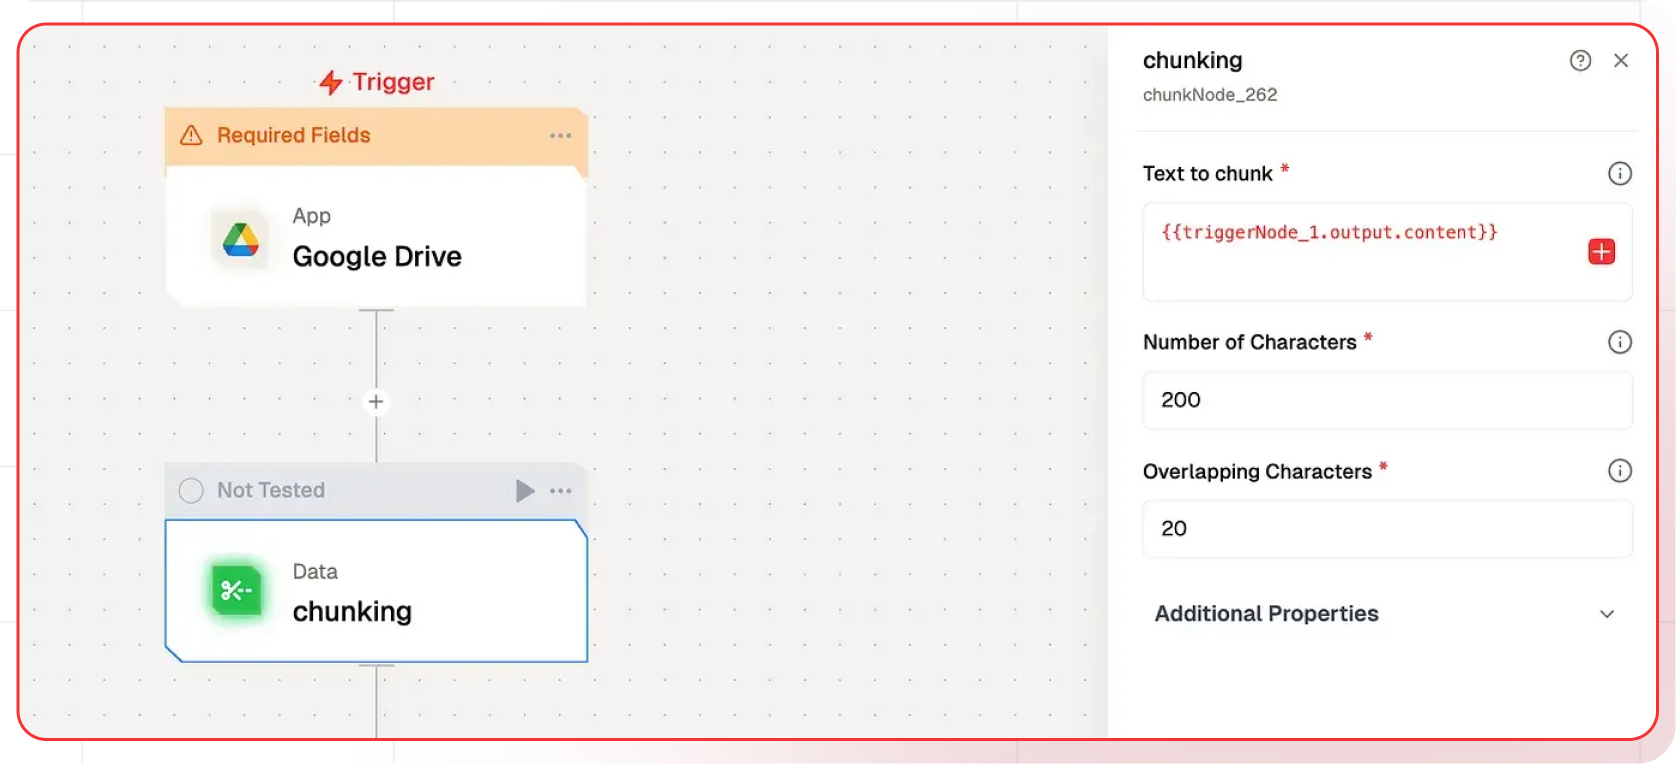 Trigger
Required Fields
App
Google Drive
Not Tested
Data
chunking
chunking
chunkNode_262
Text to chunk *
{{triggerNode_1.output.content}}
Number of Characters *
200
Overlapping Characters *
20
Additional Properties